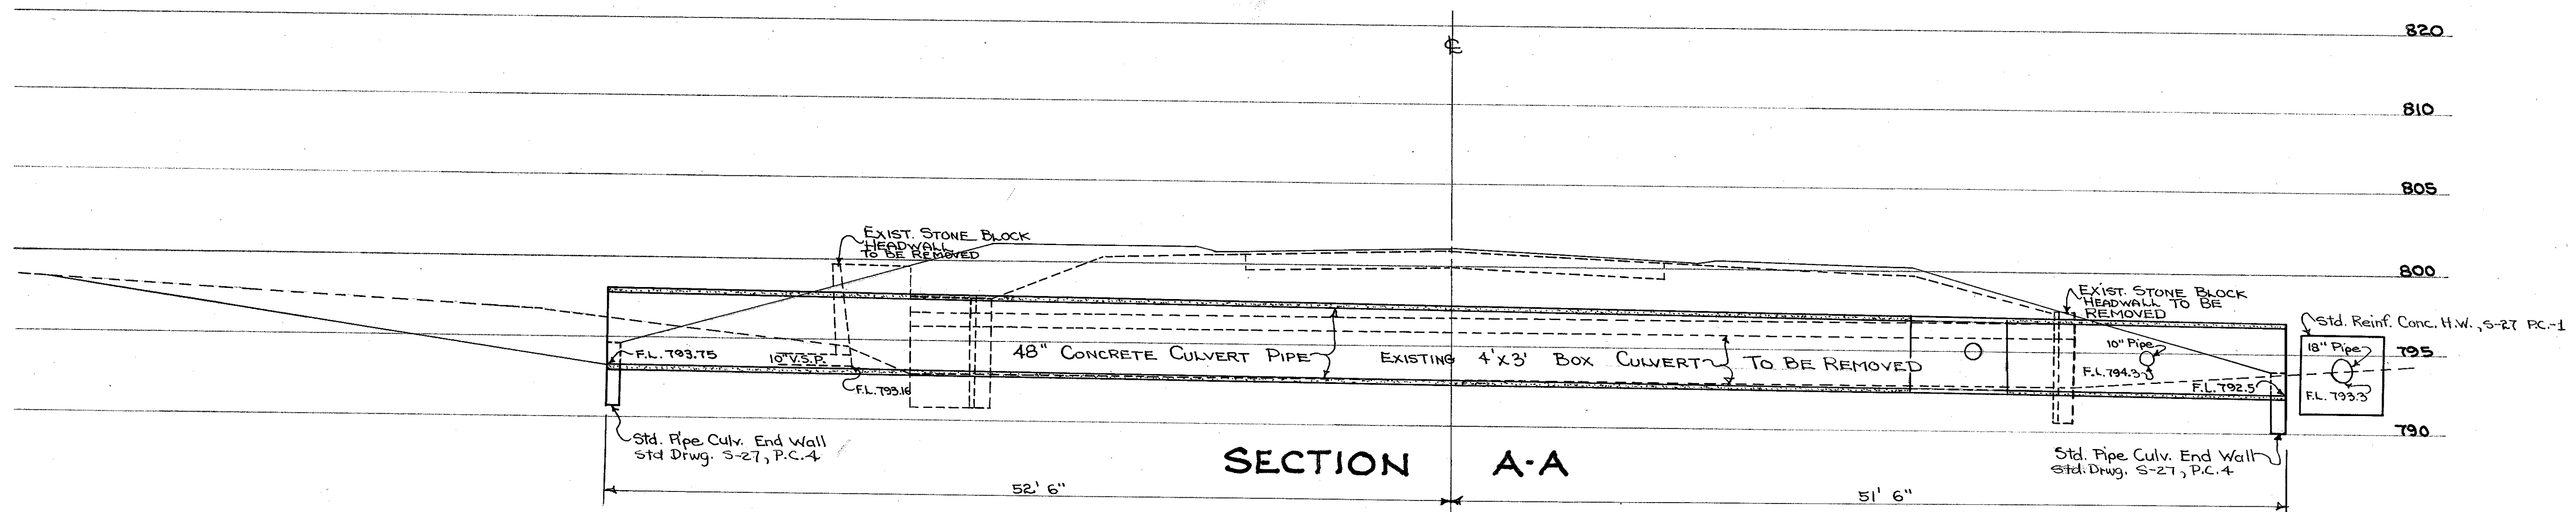 820
℄
810
805
EXIST. STONE BLOCK
HEADWALL
TO BE REMOVED
800
EXIST. STONE BLOCK
HEADWALL TO BE
REMOVED
Std. Reinf. Conc. H.W., S-27 P.C.-1
F.L. 793.75
10" V.S.P.
F.L. 793.16
48" CONCRETE CULVERT PIPE
EXISTING 4'X3' BOX CULVERT TO BE REMOVED
10" Pipe
F.L. 794.3
F.L. 792.5
18" Pipe
F.L. 793.3
795
790
Std. Pipe Culv. End Wall
Std Drwg. S-27, P.C.4
SECTION A-A
Std. Pipe Culv. End Wall
Std. Drwg. S-27, P.C.4
52' 6"
51' 6"